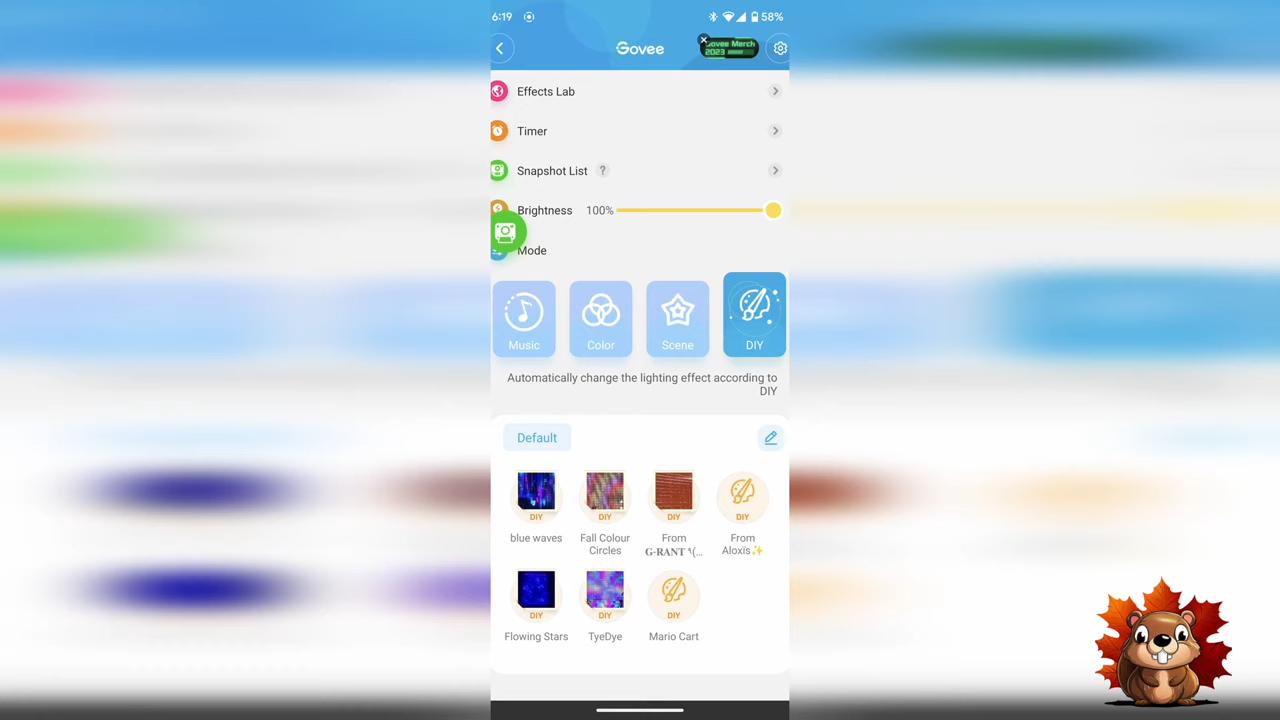 6:19
58%
Govee
Govee Merch
2023
Effects Lab
Timer
Snapshot List ?
Brightness 100%
Mode
Music
Color
Scene
DIY
Automatically change the lighting effect according to
DIY
Default
DIY
DIY
DIY
DIY
blue waves
Fall Colour
Circles
From
G-RANT
From
Aloxïs✨
DIY
DIY
DIY
Flowing Stars
TyeDye
Mario Cart